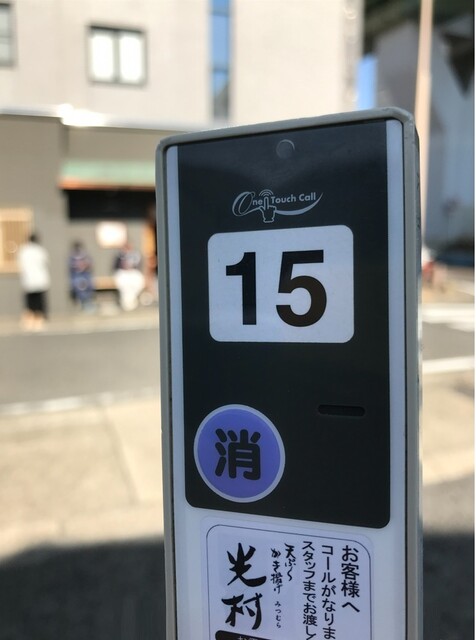 One Touch Call
15
消
お客様へ
コールがなりま
スタッフまでお渡し
天ぷら
かき揚げ
みつむら
光村